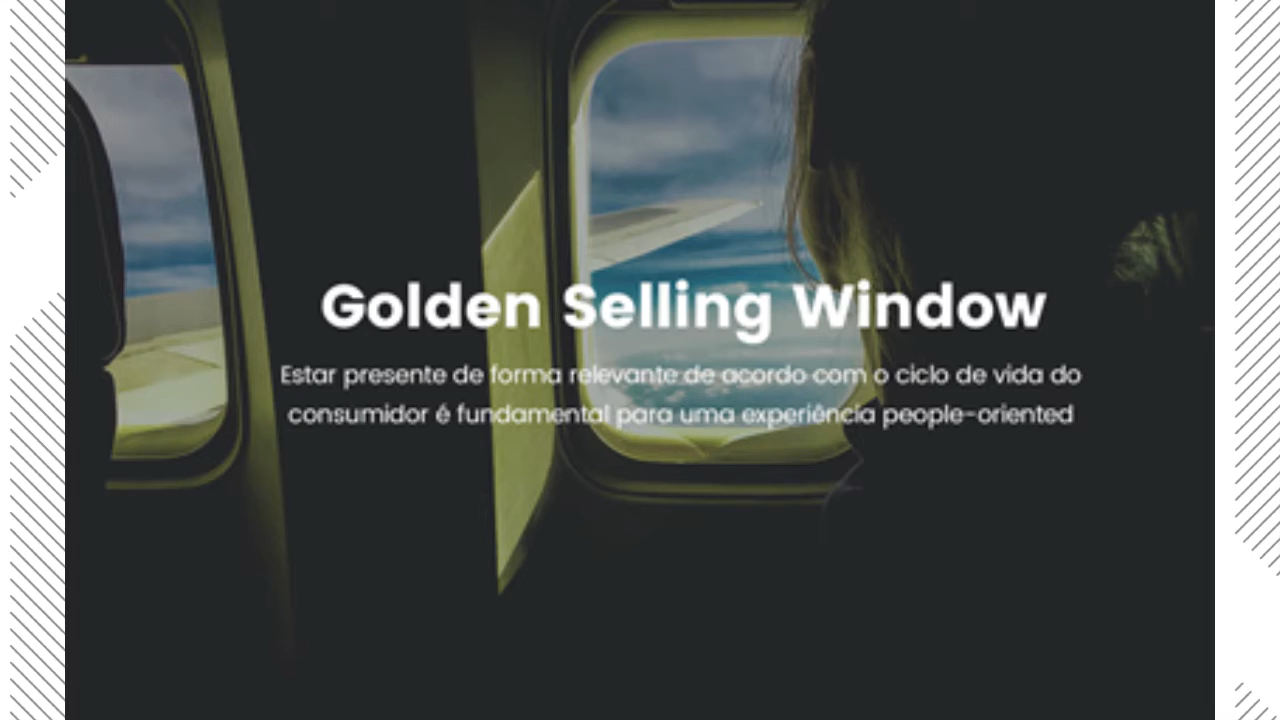 Golden Selling Window
Estar presente de forma relevante de acordo com o ciclo de vida do
consumidor é fundamental para uma experiência people-oriented